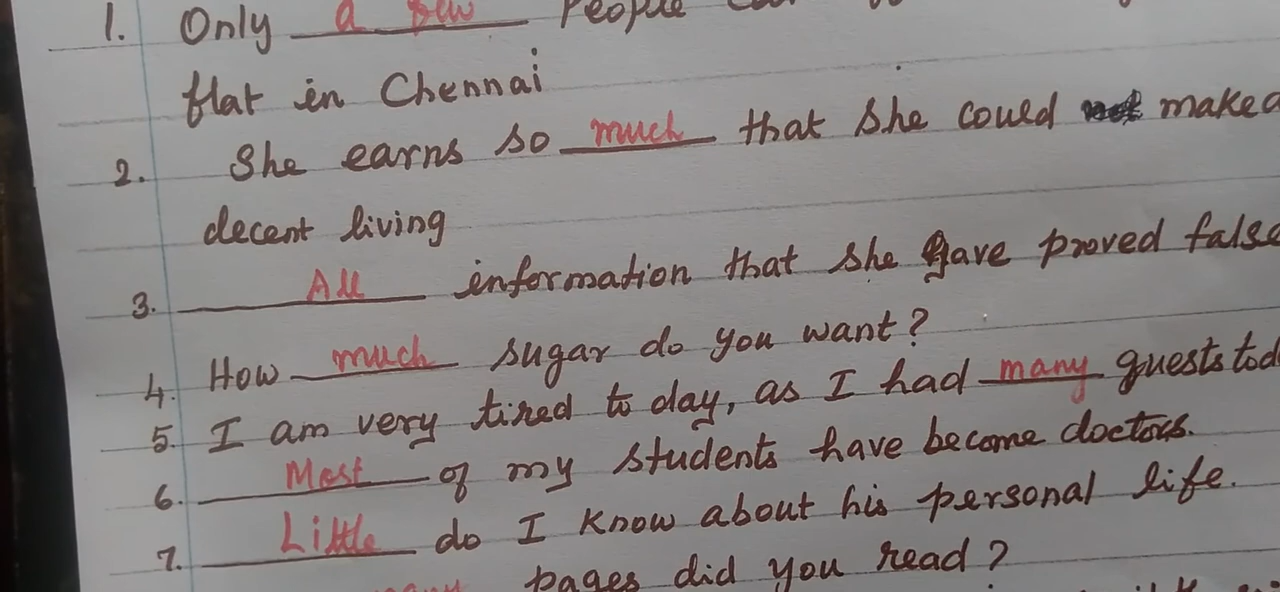 1. Only a few People
flat in Chennai
2. She earns so much that she could make a
decent living
3. All information that she gave proved false
4. How much sugar do you want?
5. I am very tired to day, as I had many guests tod
6. Most of my students have become doctors.
7. Little do I know about his personal life.
many pages did you read?